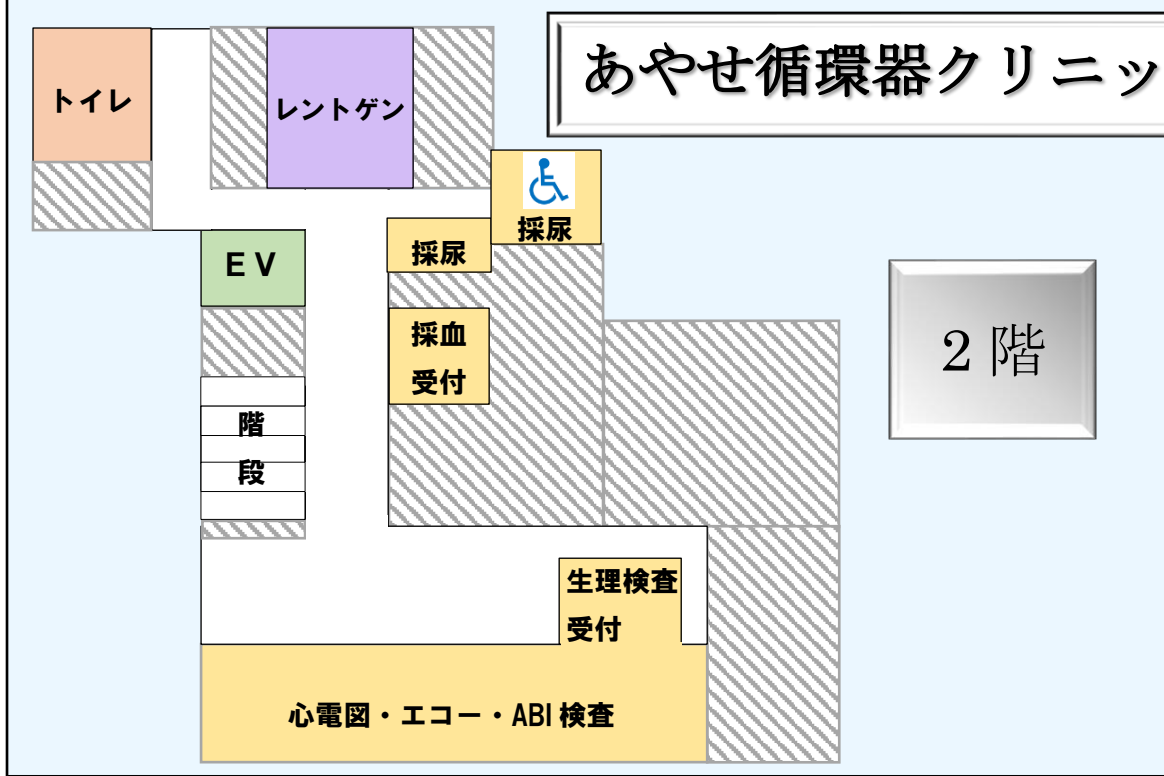 あやせ循環器クリニッ
トイレ
レントゲン
採尿
採尿
EV
採血
受付
2階
階
段
生理検査
受付
心電図・エコー・ABI検査